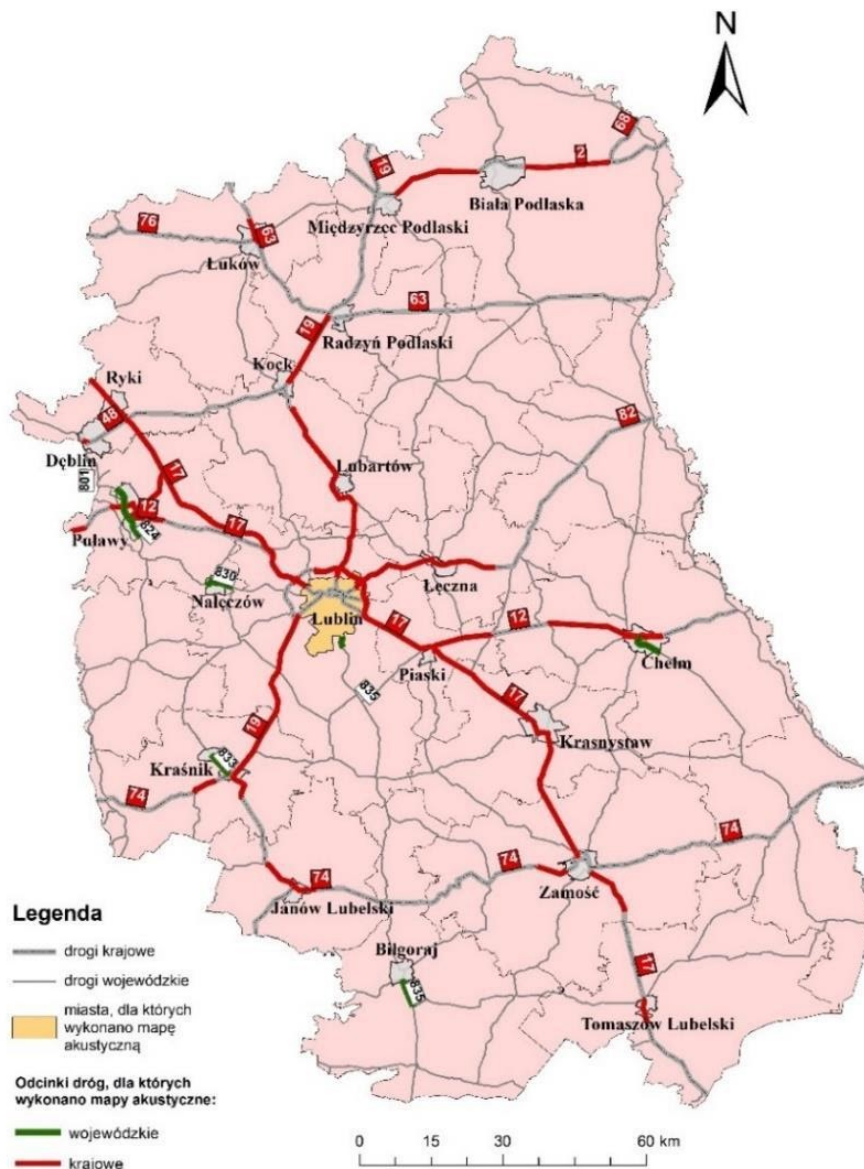 N
68
2
19
Biała Podlaska
Międzyrzec Podlaski
76
63
Łuków
63
19
Radzyń Podlaski
Kock
Ryki
82
48
Dęblin
Lubartów
801
17
12
17
824
Puławy
830
Łęczna
Nałęczów
Lublin
17
12
Chełm
Piaski
835
17
19
Krasnystaw
833
Kraśnik
74
74
74
74
Zamość
Janów Lubelski
Biłgoraj
17
835
Tomaszów Lubelski
Legenda
drogi krajowe
drogi wojewódzkie
miasta, dla których
wykonano mapę
akustyczną
Odcinki dróg, dla których
wykonano mapy akustyczne:
wojewódzkie
krajowe
0 15 30 60 km